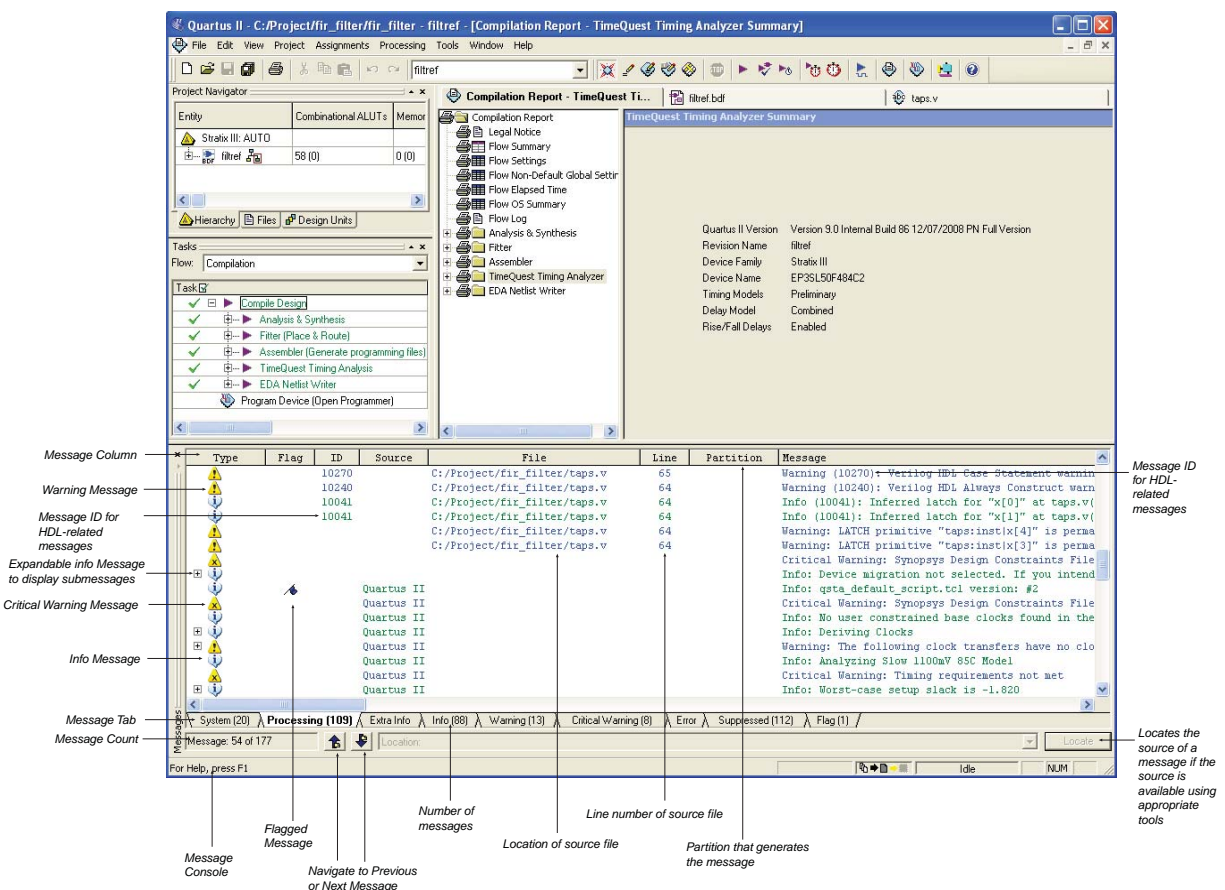 Quartus II - C:/Project/fir_filter/fir_filter - filtref - [Compilation Report - TimeQuest Timing Analyzer Summary]
File Edit View Project Assignments Processing Tools Window Help
filtref
Project Navigator
Entity Combinational ALUTs Memor
Stratix III: AUTO
filtref 58 (0) 0 (0)
Hierarchy Files Design Units
Tasks
Flow: Compilation
Task
Compile Design
Analysis & Synthesis
Fitter (Place & Route)
Assembler (Generate programming files)
TimeQuest Timing Analysis
EDA Netlist Writer
Program Device (Open Programmer)
Compilation Report - TimeQuest Ti... filtref.bdf taps.v
Compilation Report
Legal Notice
Flow Summary
Flow Settings
Flow Non-Default Global Settir
Flow Elapsed Time
Flow OS Summary
Flow Log
Analysis & Synthesis
Fitter
Assembler
TimeQuest Timing Analyzer
EDA Netlist Writer
TimeQuest Timing Analyzer Summary
Quartus II Version Version 9.0 Internal Build 86 12/07/2008 PN Full Version
Revision Name filtref
Device Family Stratix III
Device Name EP3SL50F484C2
Timing Models Preliminary
Delay Model Combined
Rise/Fall Delays Enabled
Type Flag ID Source File Line Partition Message
10270 C:/Project/fir_filter/taps.v 65 Warning (10270): Verilog HDL Case Statement warnin
10240 C:/Project/fir_filter/taps.v 64 Warning (10240): Verilog HDL Always Construct warn
10041 C:/Project/fir_filter/taps.v 64 Info (10041): Inferred latch for "x[0]" at taps.v(
10041 C:/Project/fir_filter/taps.v 64 Info (10041): Inferred latch for "x[1]" at taps.v(
C:/Project/fir_filter/taps.v 64 Warning: LATCH primitive "taps:inst|x[4]" is perma
C:/Project/fir_filter/taps.v 64 Warning: LATCH primitive "taps:inst|x[3]" is perma
Critical Warning: Synopsys Design Constraints File
Info: Device migration not selected. If you intend
Quartus II Info: qsta_default_script.tcl version: #2
Quartus II Critical Warning: Synopsys Design Constraints File
Quartus II Info: No user constrained base clocks found in the
Quartus II Info: Deriving Clocks
Quartus II Warning: The following clock transfers have no clo
Quartus II Info: Analyzing Slow 1100mV 85C Model
Quartus II Critical Warning: Timing requirements not met
Quartus II Info: Worst-case setup slack is -1.820
System (20) Processing (109) Extra Info Info (88) Warning (13) Critical Warning (8) Error Suppressed (112) Flag (1)
Messages
Message: 54 of 177 Location: Locate
For Help, press F1 Idle NUM
Message Column
Warning Message
Message ID for
HDL-related
messages
Expandable info Message
to display submessages
Critical Warning Message
Info Message
Message Tab
Message Count
Message ID
for HDL-
related
messages
Locates the
source of a
message if the
source is
available using
appropriate
tools
Message
Console
Flagged
Message
Navigate to Previous
or Next Message
Number of
messages
Location of source file
Line number of source file
Partition that generates
the message